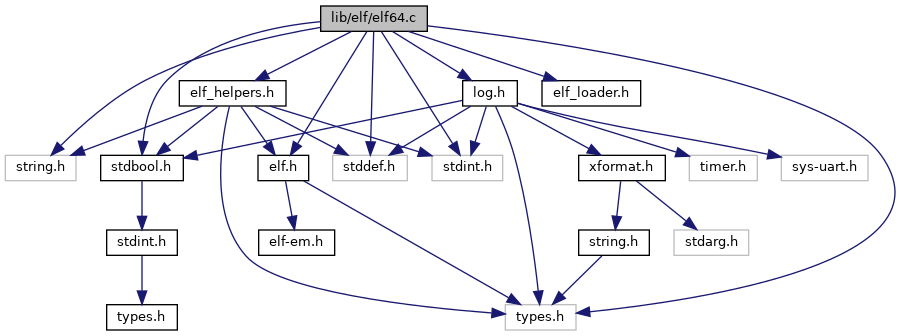 lib/elf/elf64.c
elf_helpers.h
log.h
elf_loader.h
string.h
stdbool.h
elf.h
stddef.h
stdint.h
xformat.h
timer.h
sys-uart.h
stdint.h
elf-em.h
string.h
stdarg.h
types.h
types.h